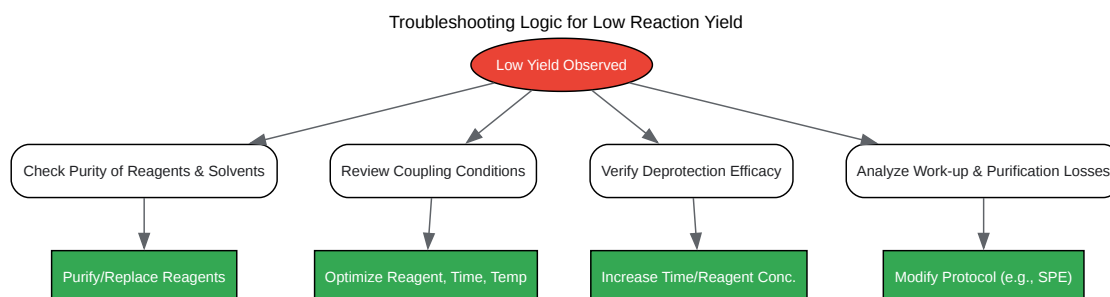 Troubleshooting Logic for Low Reaction Yield
Low Yield Observed
Check Purity of Reagents & Solvents
Review Coupling Conditions
Verify Deprotection Efficacy
Analyze Work-up & Purification Losses
Purify/Replace Reagents
Optimize Reagent, Time, Temp
Increase Time/Reagent Conc.
Modify Protocol (e.g., SPE)